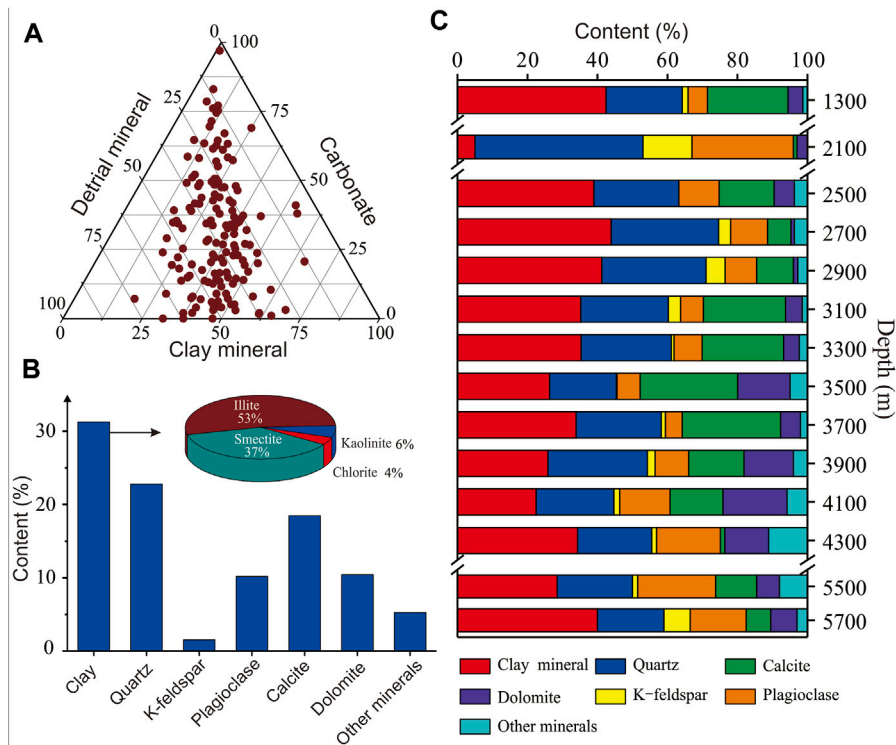 A
0
100
Detrial mineral
Carbonate
25
75
50
50
75
25
100
0
0
25
50
75
100
Clay mineral
B
Content (%)
30
20
10
0
Illite
53%
Smectite
37%
Kaolinite 6%
Chlorite 4%
Clay
Quartz
K-feldspar
Plagioclase
Calcite
Dolomite
Other minerals
C
Content (%)
0 20 40 60 80 100
1300
2100
2500
2700
2900
3100
3300
3500
3700
3900
4100
4300
5500
5700
Depth (m)
Clay mineral Quartz Calcite
Dolomite K-feldspar Plagioclase
Other minerals